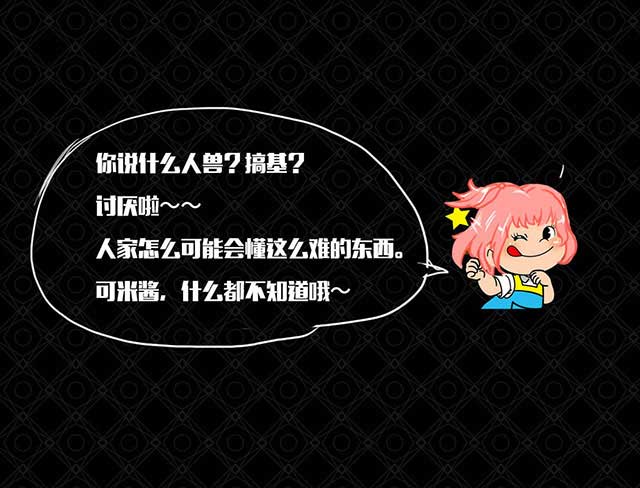 你说什么人兽？搞基？
讨厌啦～～
人家怎么可能会懂这么难的东西。
可米酱，什么都不知道哦～